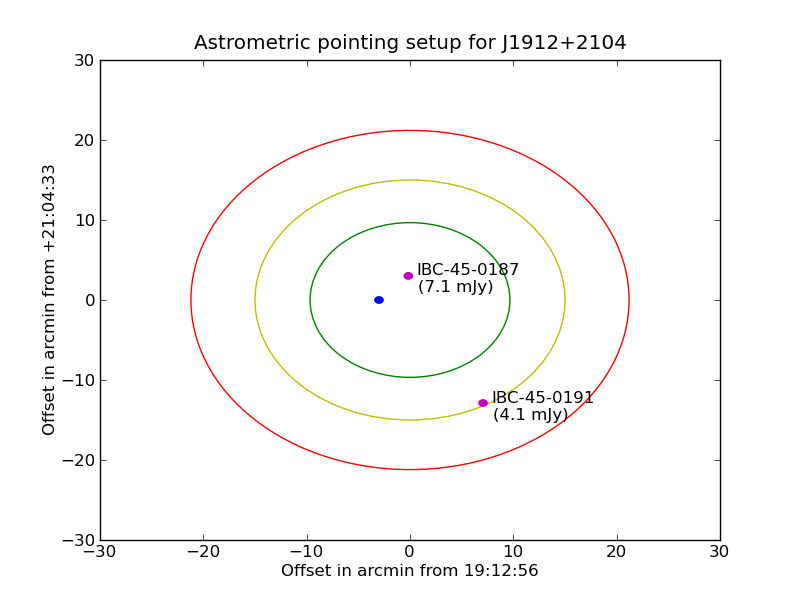 Astrometric pointing setup for J1912+2104
30
20
10
0
−10
−20
−30
Offset in arcmin from +21:04:33
IBC-45-0187
(7.1 mJy)
IBC-45-0191
(4.1 mJy)
−30 −20 −10 0 10 20 30
Offset in arcmin from 19:12:56